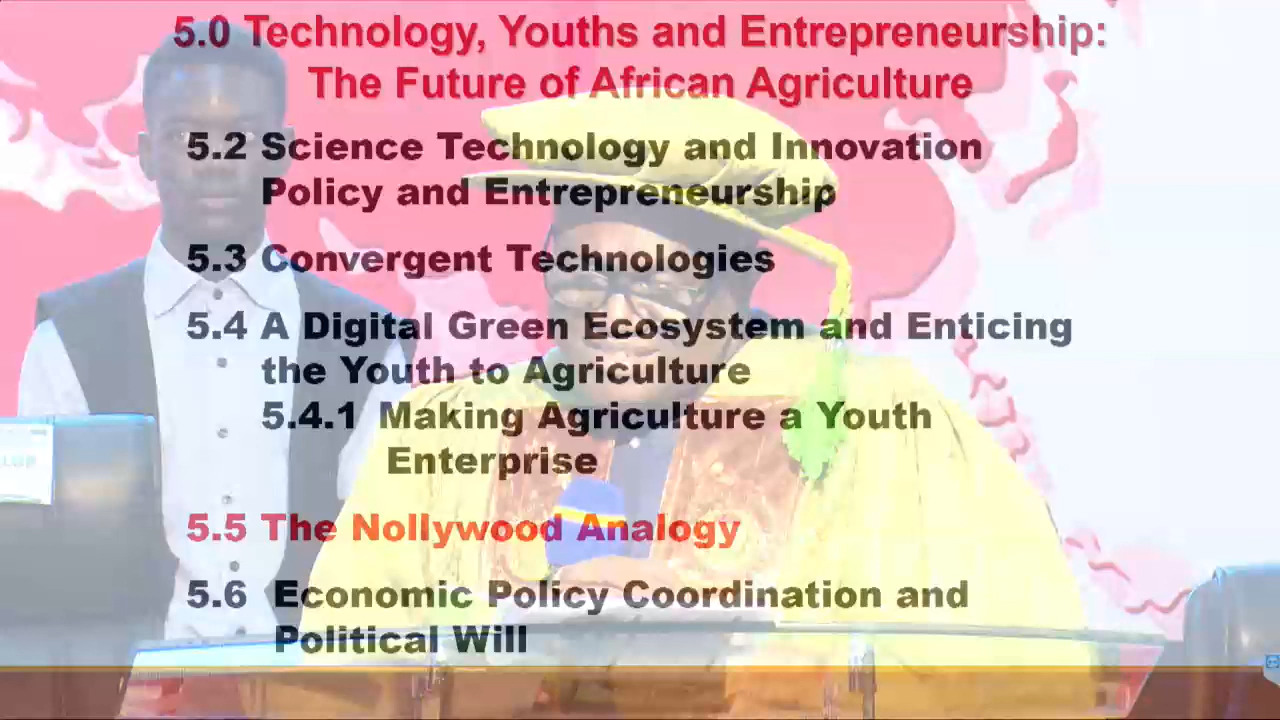 5.0 Technology, Youths and Entrepreneurship:
The Future of African Agriculture
5.2 Science Technology and Innovation
Policy and Entrepreneurship
5.3 Convergent Technologies
5.4 A Digital Green Ecosystem and Enticing
the Youth to Agriculture
5.4.1 Making Agriculture a Youth
Enterprise
5.5 The Nollywood Analogy
5.6 Economic Policy Coordination and
Political Will